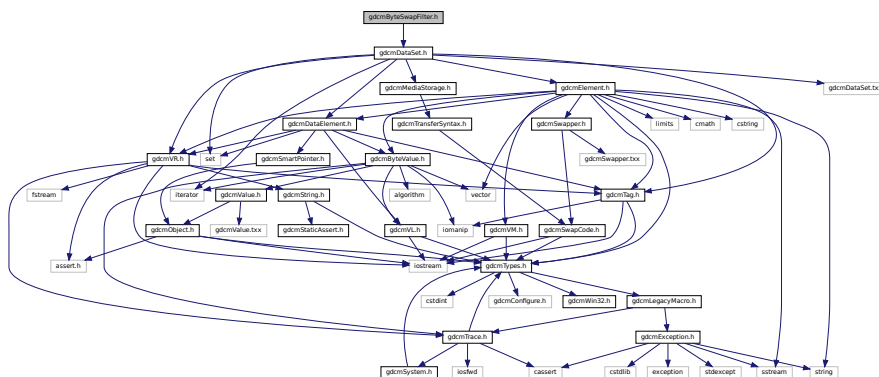 gdcmByteSwapFilter.h
gdcmDataSet.h
gdcmMediaStorage.h
gdcmElement.h
gdcmDataSet.tx
gdcmDataElement.h
gdcmTransferSyntax.h
gdcmSwapper.h
limits
cmath
cstring
gdcmVR.h
set
gdcmSmartPointer.h
gdcmByteValue.h
gdcmSwapper.txx
fstream
iterator
gdcmValue.h
gdcmString.h
algorithm
vector
gdcmTag.h
gdcmObject.h
gdcmValue.txx
gdcmStaticAssert.h
gdcmVL.h
iomanip
gdcmVM.h
gdcmSwapCode.h
assert.h
iostream
gdcmTypes.h
cstdint
gdcmConfigure.h
gdcmWin32.h
gdcmLegacyMacro.h
gdcmTrace.h
gdcmException.h
gdcmSystem.h
iosfwd
cassert
cstdlib
exception
stdexcept
sstream
string